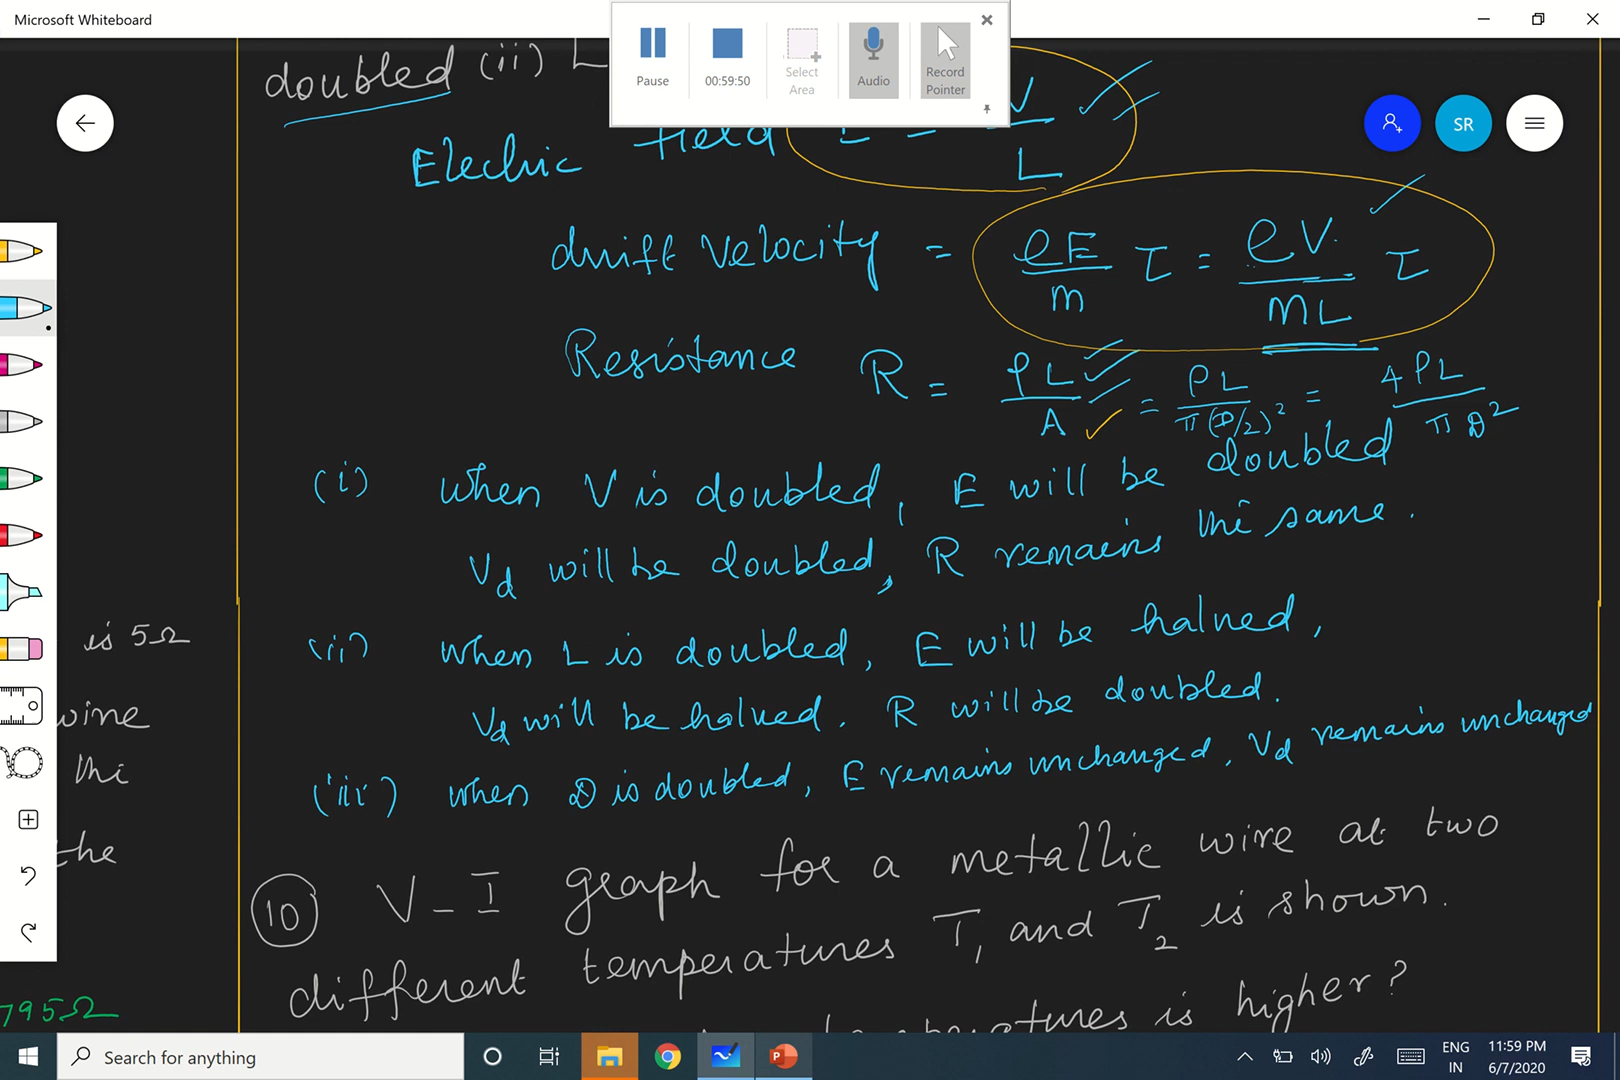 Microsoft Whiteboard
Pause
00:59:50
Select Area
Audio
Record Pointer
SR
doubled (ii) L
Electric field E = V/L
drift velocity = eE/m τ = eV/mL τ
Resistance R = ρL/A = ρL/π(D/2)² = 4ρL/πD²
(i) When V is doubled, E will be doubled
Vd will be doubled, R remains the same.
(ii) When L is doubled, E will be halved,
Vd will be halved. R will be doubled.
(iii) When D is doubled, E remains unchanged, Vd remains unchanged
is 5Ω
wire
the
the
795Ω
(10) V-I graph for a metallic wire at two
different temperatures T₁ and T₂ is shown.
is higher?
Search for anything
ENG
IN
11:59 PM
6/7/2020